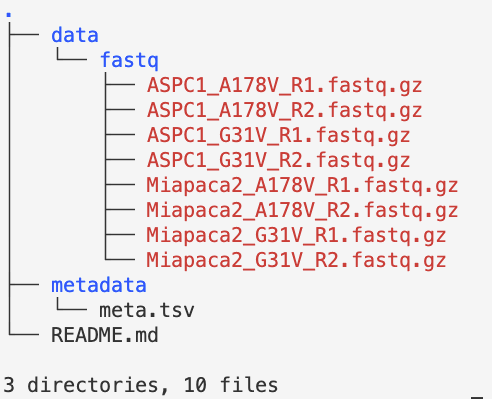 .
├── data
│   └── fastq
│       ├── ASPC1_A178V_R1.fastq.gz
│       ├── ASPC1_A178V_R2.fastq.gz
│       ├── ASPC1_G31V_R1.fastq.gz
│       ├── ASPC1_G31V_R2.fastq.gz
│       ├── Miapaca2_A178V_R1.fastq.gz
│       ├── Miapaca2_A178V_R2.fastq.gz
│       ├── Miapaca2_G31V_R1.fastq.gz
│       └── Miapaca2_G31V_R2.fastq.gz
├── metadata
│   └── meta.tsv
└── README.md
3 directories, 10 files